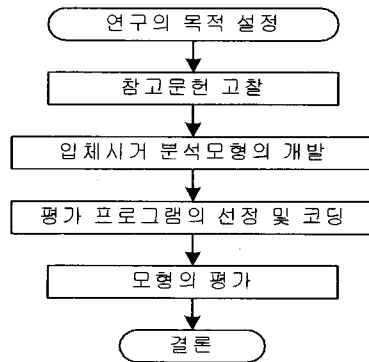 연구의 목적 설정
참고문헌 고찰
입체시거 분석모형의 개발
평가 프로그램의 선정 및 코딩
모형의 평가
결론